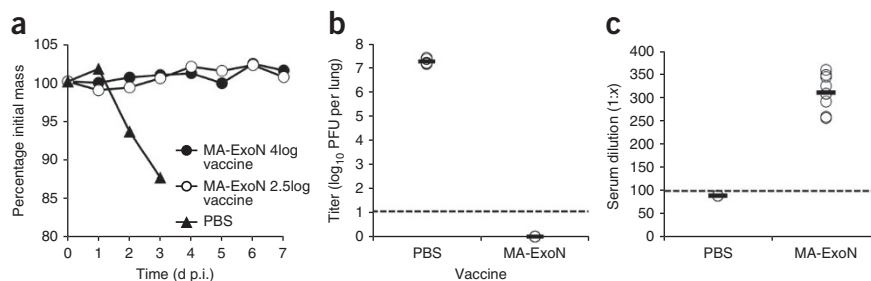 a
105
100
95
90
85
80
Percentage initial mass
0 1 2 3 4 5 6 7
Time (d p.i.)
MA-ExoN 4log
vaccine
MA-ExoN 2.5log
vaccine
PBS
b
8
7
6
5
4
3
2
1
0
Titer (log10 PFU per lung)
PBS MA-ExoN
Vaccine
c
400
350
300
250
200
150
100
50
0
Serum dilution (1:x)
PBS MA-ExoN